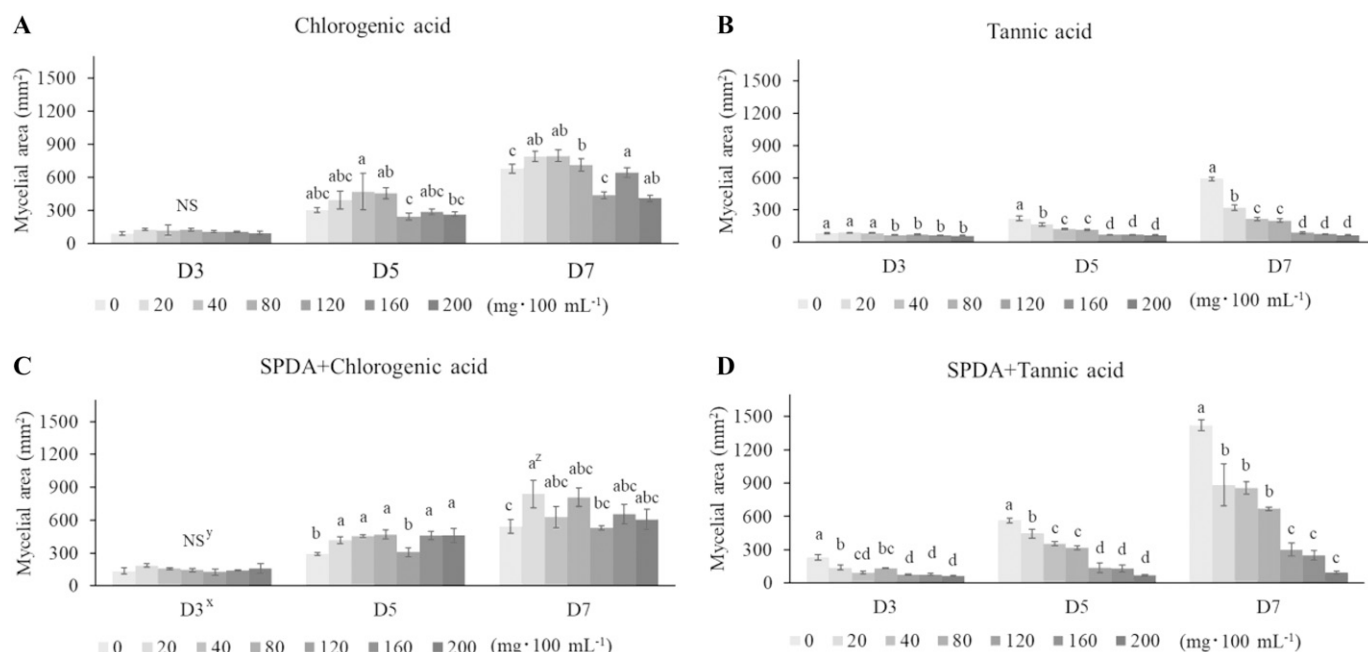 A
Chlorogenic acid
Mycelial area (mm²)
1500
1200
900
600
300
0
NS
abc abc a ab c abc bc
c ab ab b c a ab
D3 D5 D7
0 20 40 80 120 160 200 (mg·100 mL⁻¹)
B
Tannic acid
Mycelial area (mm²)
1500
1200
900
600
300
0
a a a b b b b
a b c c d d d
a b c c d d d
D3 D5 D7
0 20 40 80 120 160 200 (mg·100 mL⁻¹)
C
SPDA+Chlorogenic acid
Mycelial area (mm²)
1500
1200
900
600
300
0
NSʸ
b a a a b a a
c aᶻ abc abc bc abc abc
D3ˣ D5 D7
0 20 40 80 120 160 200 (mg·100 mL⁻¹)
D
SPDA+Tannic acid
Mycelial area (mm²)
1500
1200
900
600
300
0
a b cd bc d d d
a b c c d d d
a b b b c c c
D3 D5 D7
0 20 40 80 120 160 200 (mg·100 mL⁻¹)